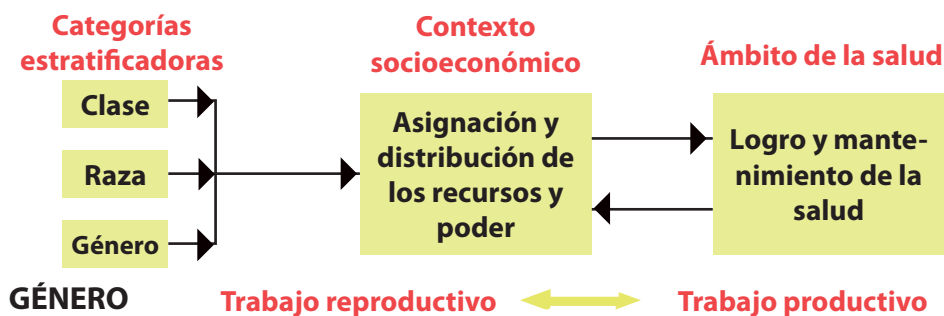 Categorías
estratificadoras
Clase
Raza
Género
Contexto
socioeconómico
Asignación y
distribución de
los recursos y
poder
Ámbito de la salud
Logro y mante-
nimiento de la
salud
GÉNERO
Trabajo reproductivo
Trabajo productivo